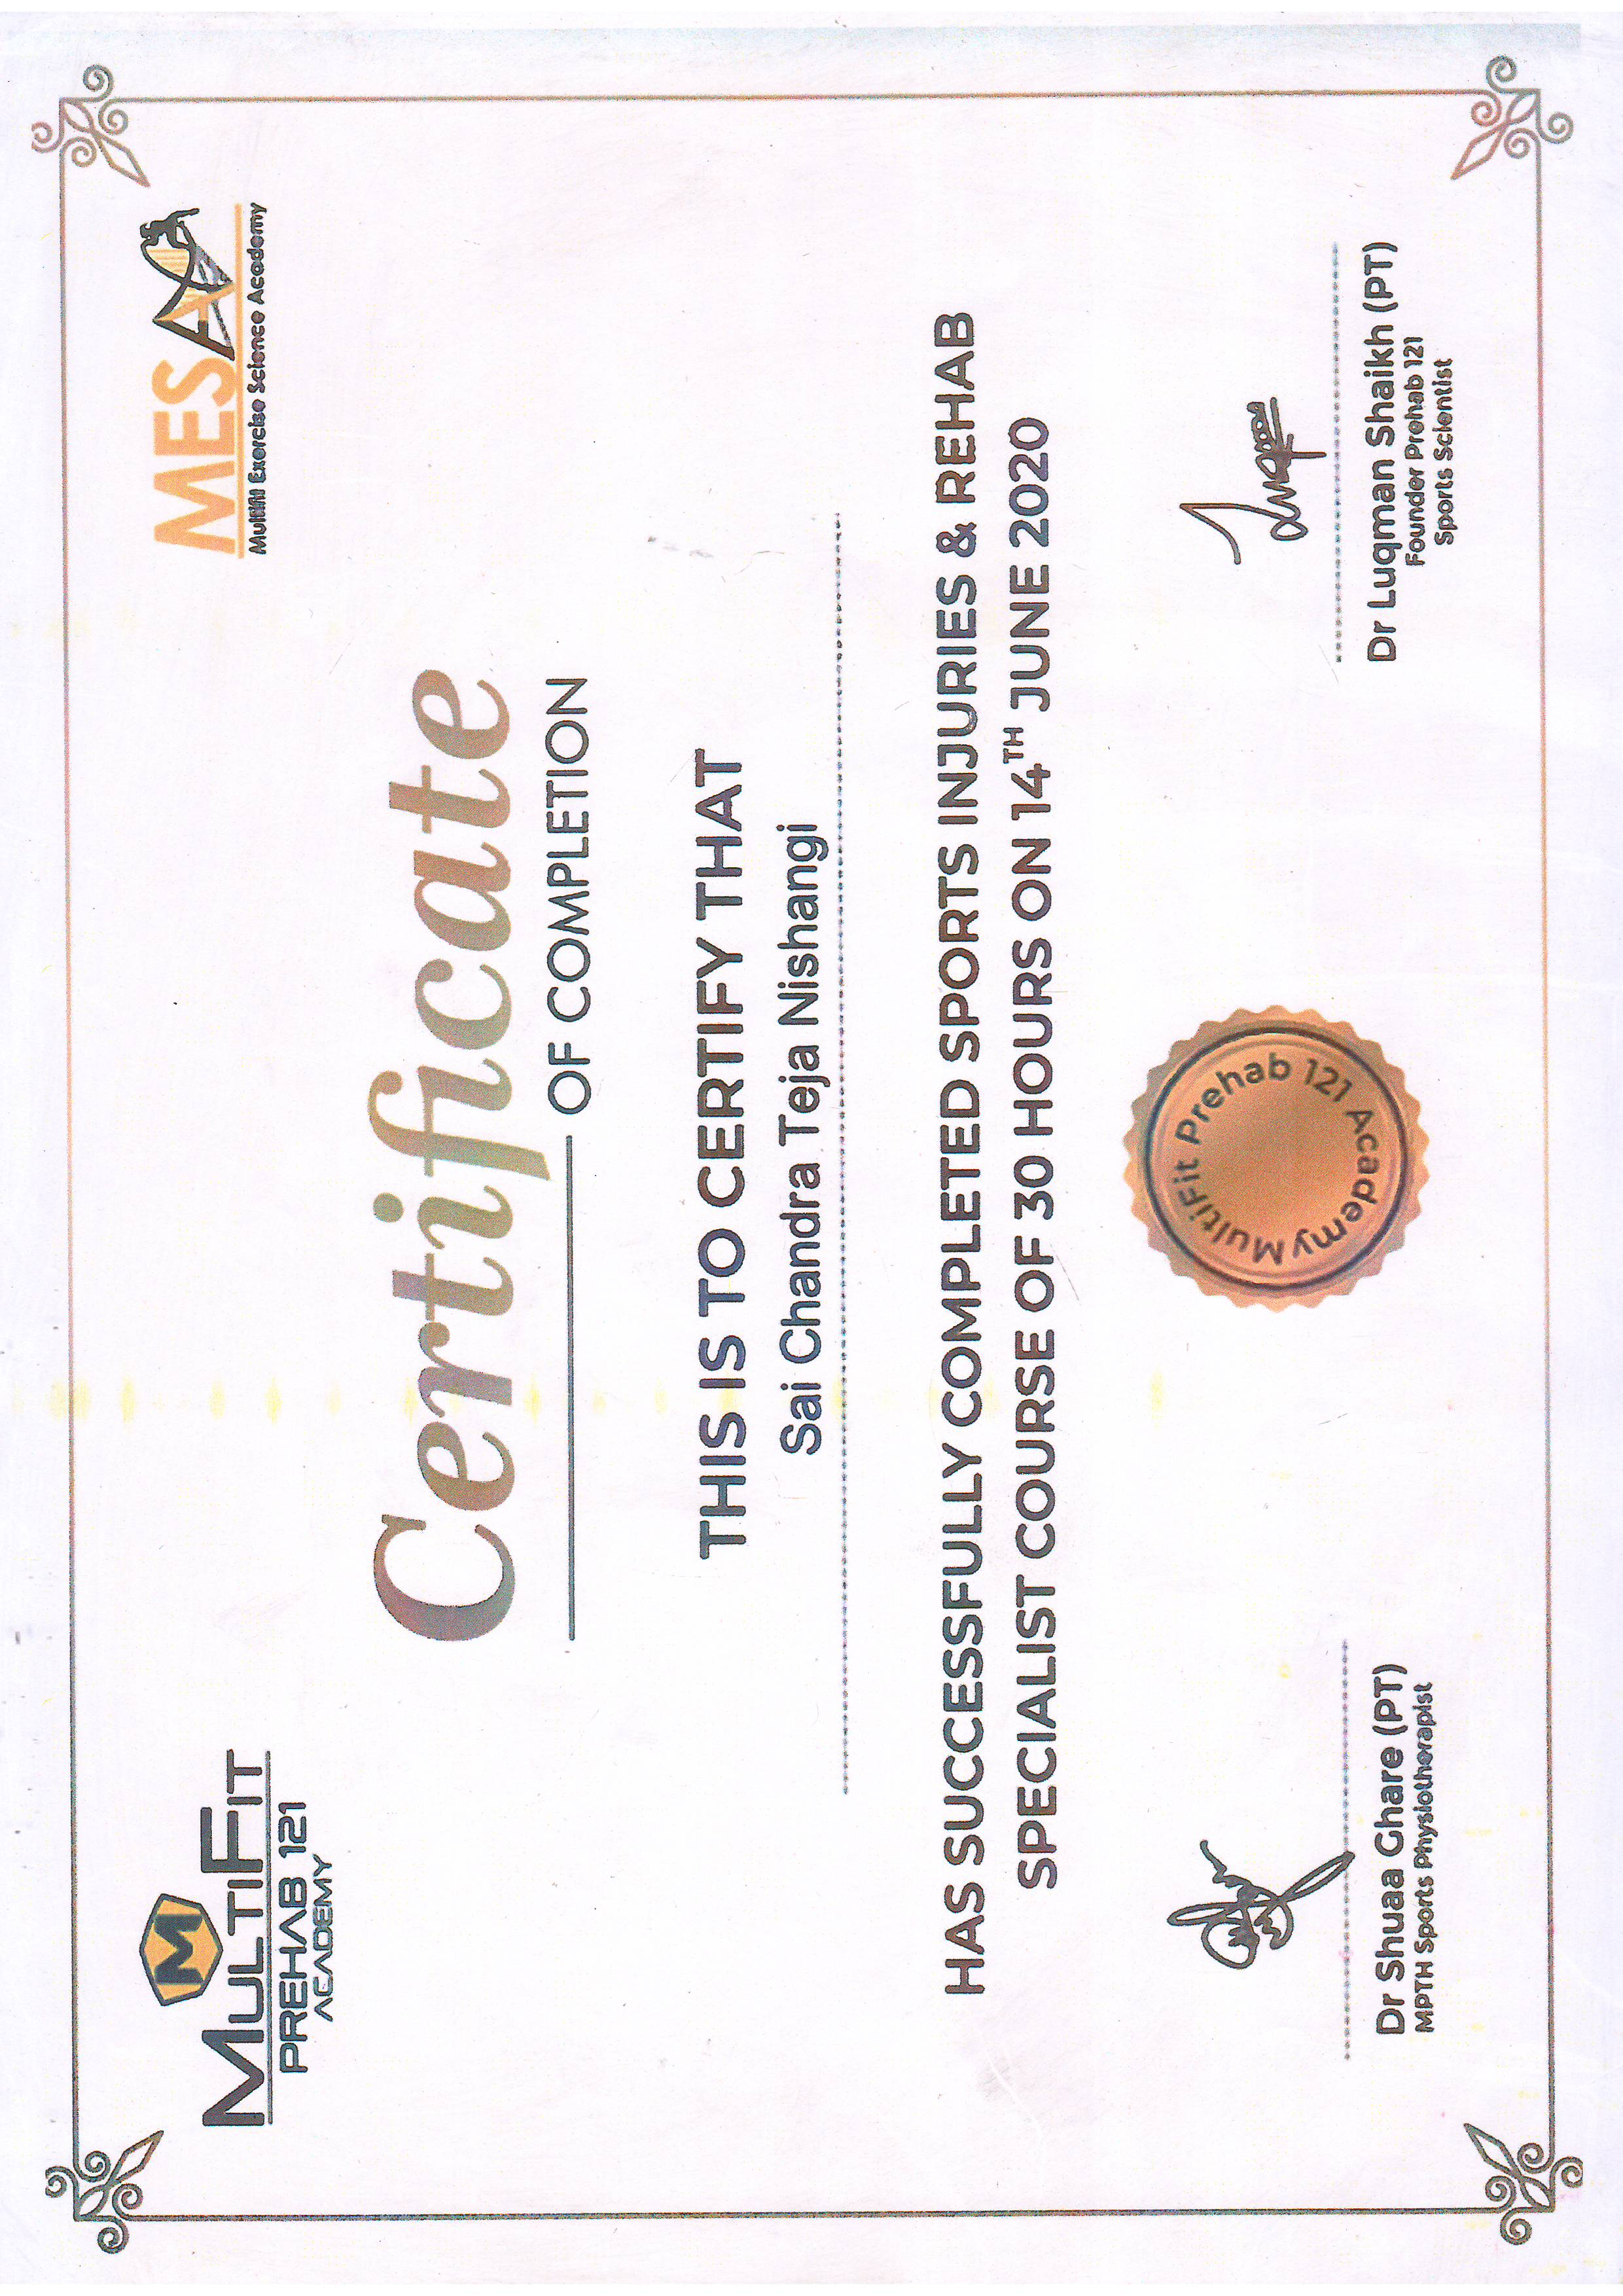 M
MULTIFIT
PREHAB 121
ACADEMY
MESA
Multifit Exercise Science Academy
Certificate
OF COMPLETION
THIS IS TO CERTIFY THAT
Sai Chandra Teja Nishangi
HAS SUCCESSFULLY COMPLETED SPORTS INJURIES & REHAB
SPECIALIST COURSE OF 30 HOURS ON 14TH JUNE 2020
Luqman
MultiFit Prehab 121 Academy
Dr Shuaa Ghare (PT)
MPTH Sports Physiotherapist
Dr Luqman Shaikh (PT)
Founder Prehab 121
Sports Scientist